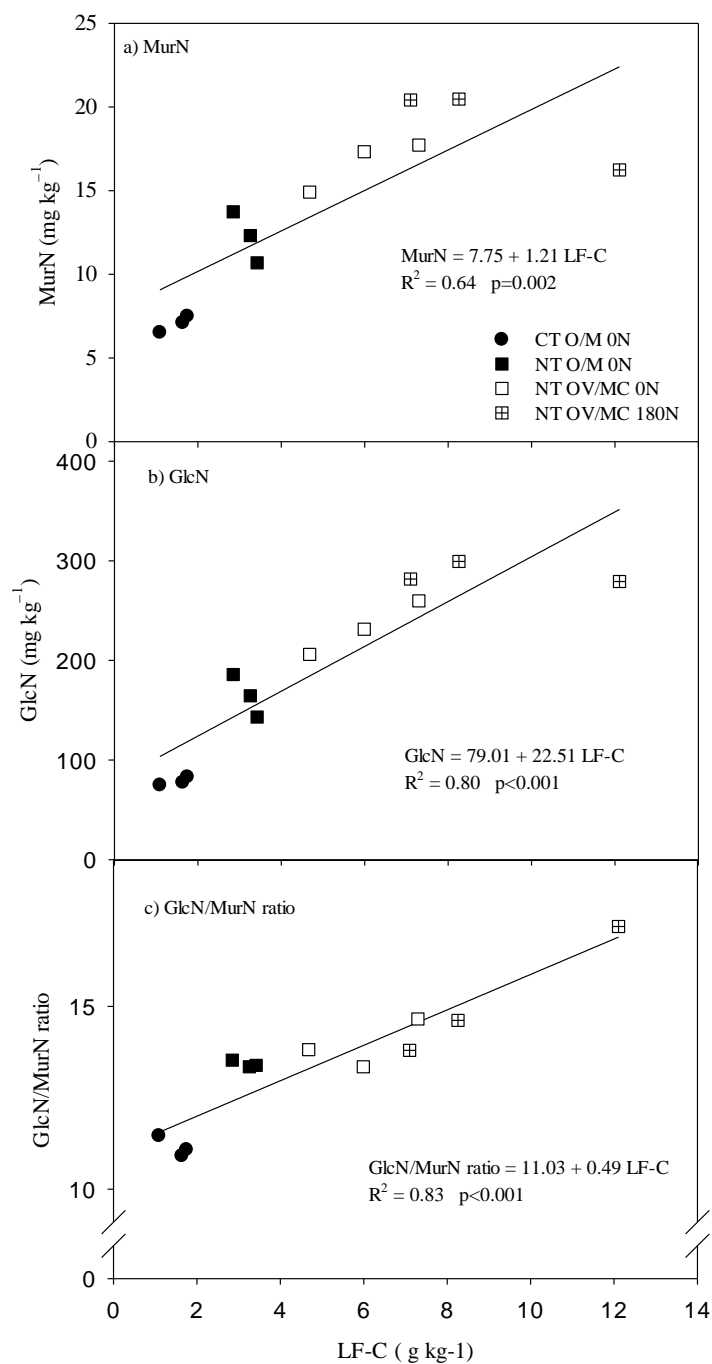 25
a) MurN
20
15
10
5
0
MurN (mg kg⁻¹)
MurN = 7.75 + 1.21 LF-C
R² = 0.64 p=0.002
CT O/M 0N
NT O/M 0N
NT OV/MC 0N
NT OV/MC 180N
400
b) GlcN
300
200
100
0
GlcN (mg kg⁻¹)
GlcN = 79.01 + 22.51 LF-C
R² = 0.80 p<0.001
c) GlcN/MurN ratio
15
10
0
GlcN/MurN ratio
GlcN/MurN ratio = 11.03 + 0.49 LF-C
R² = 0.83 p<0.001
0 2 4 6 8 10 12 14
LF-C ( g kg-1)